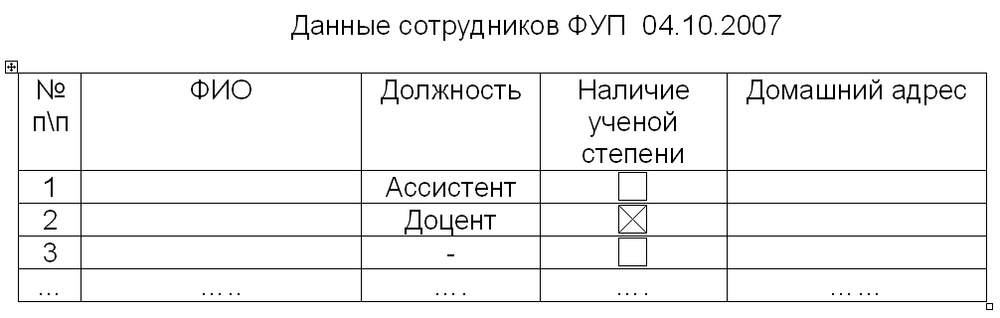 Данные сотрудников ФУП 04.10.2007
№ п\п ФИО Должность Наличие ученой степени Домашний адрес
1 Ассистент
2 Доцент
3 -
... ..... .... .... ......